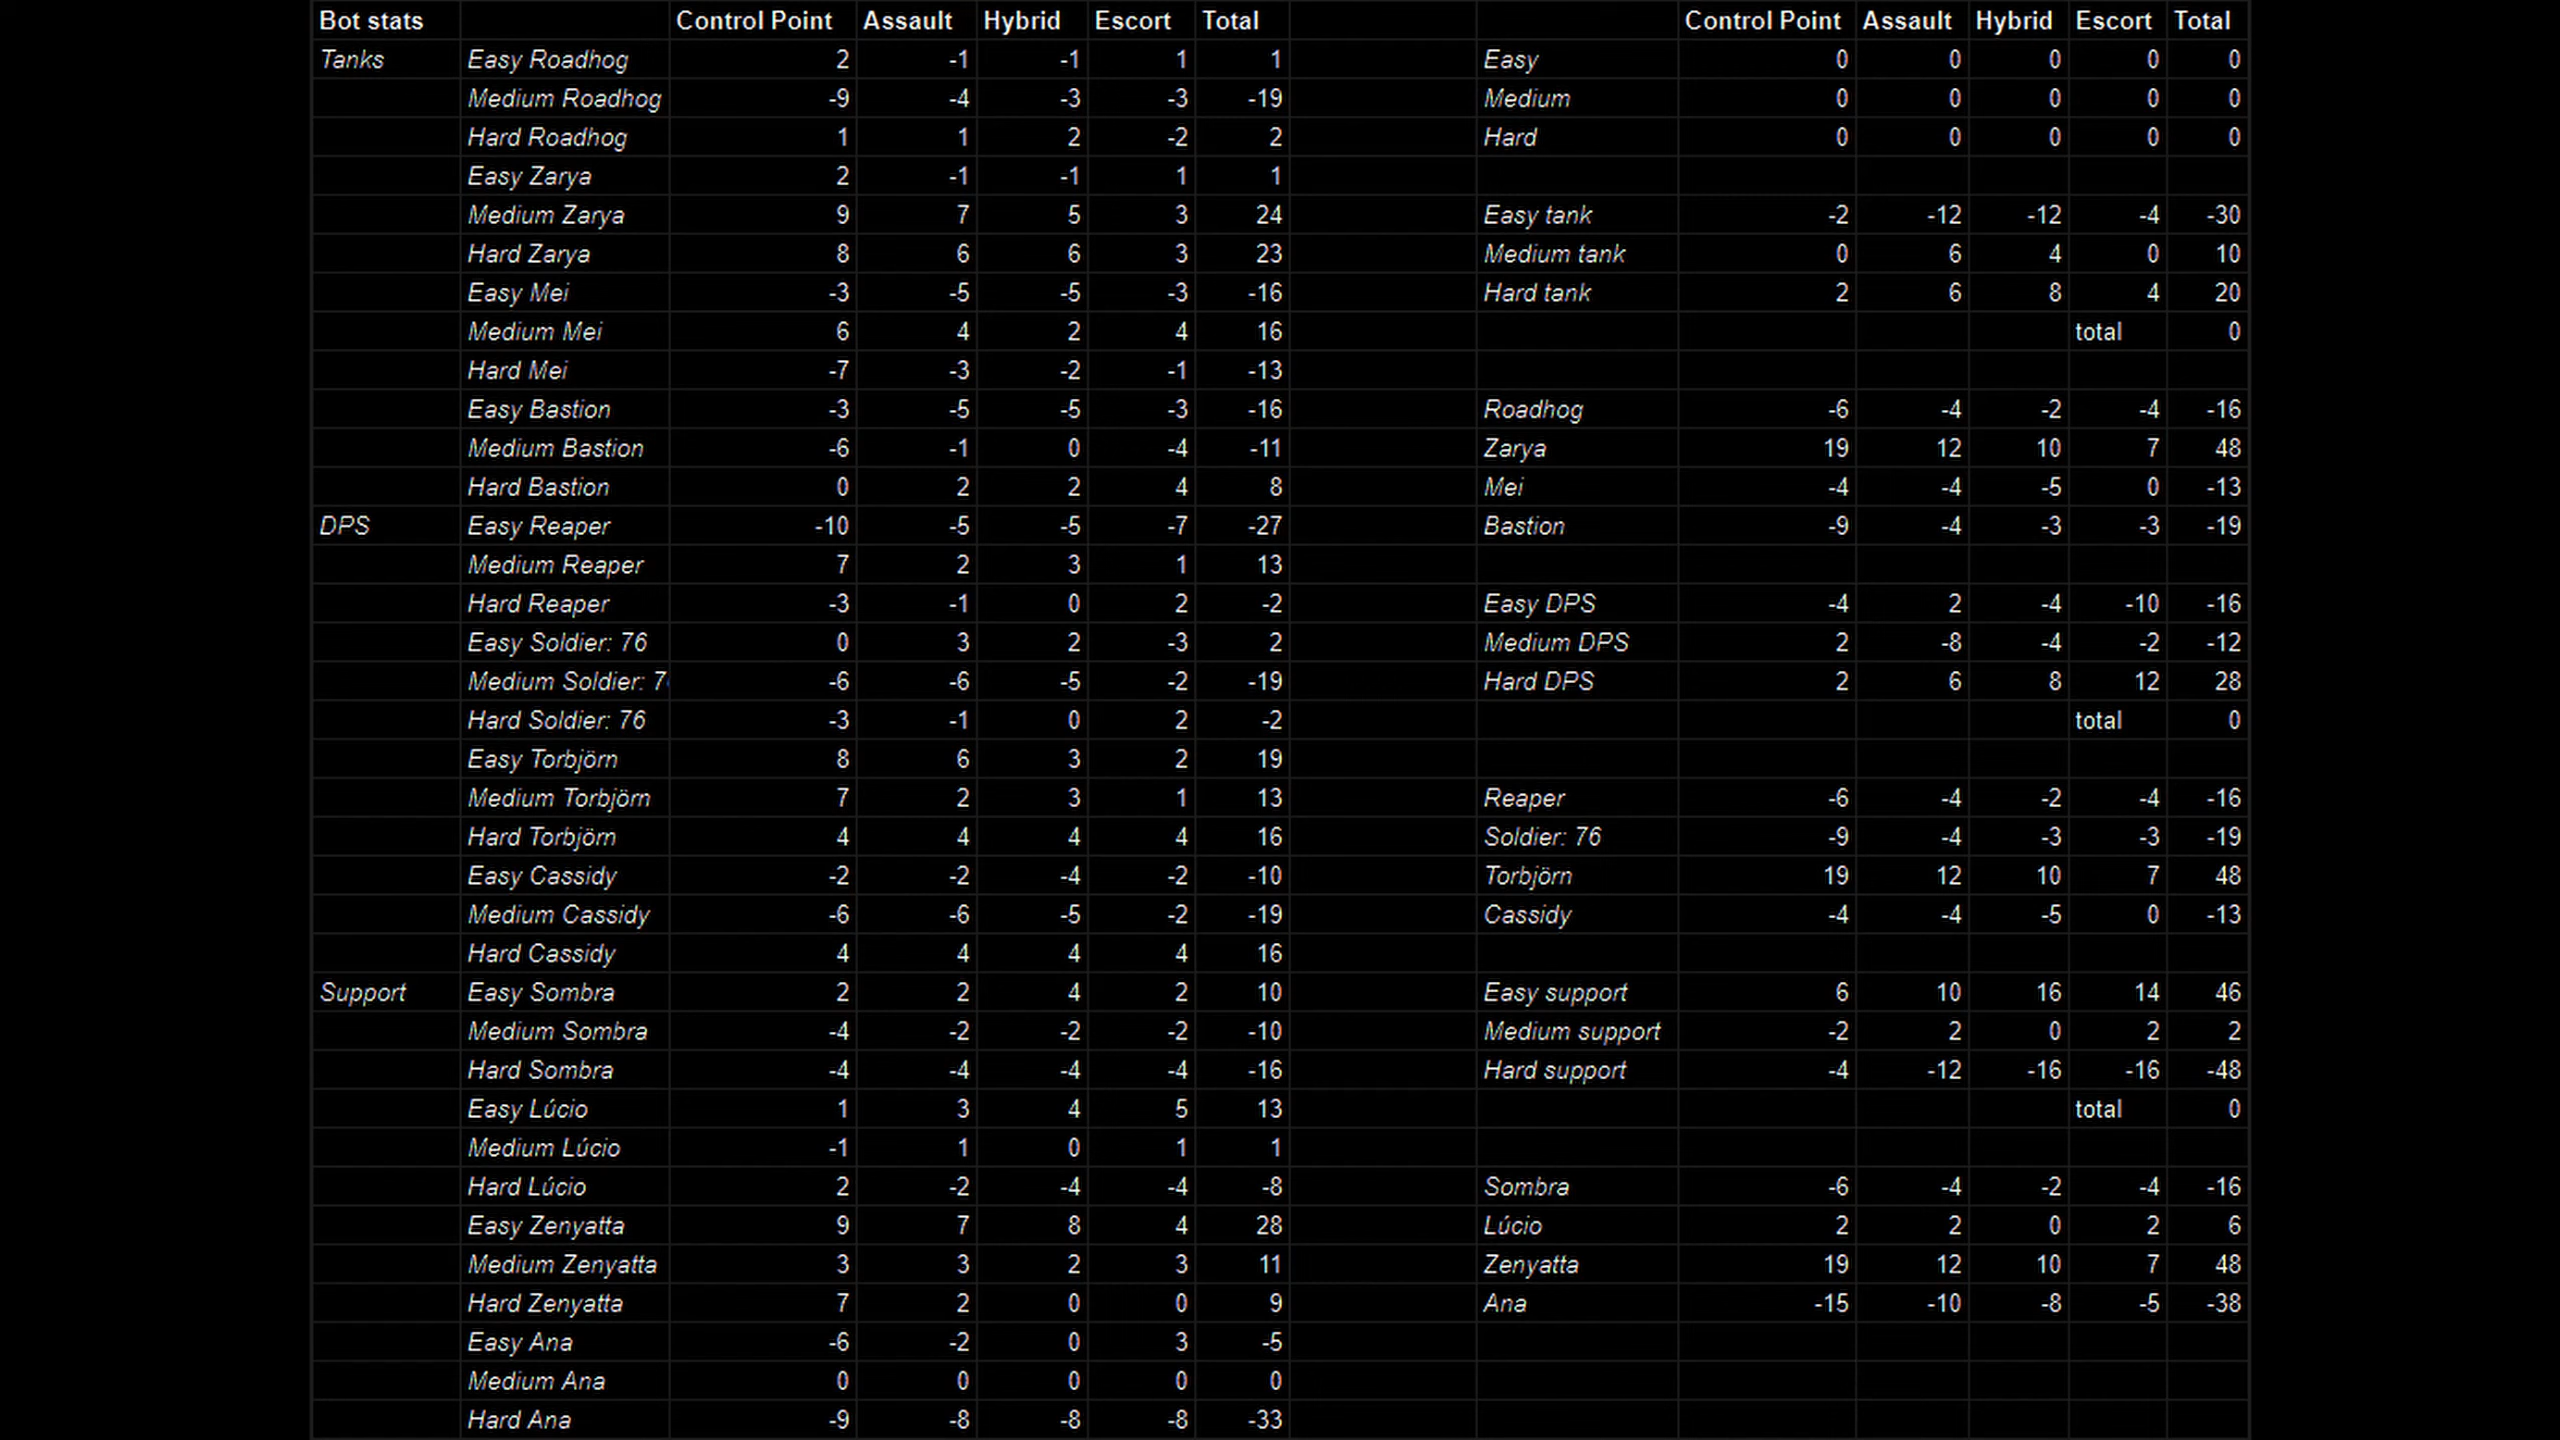 Bot stats Control Point Assault Hybrid Escort Total Control Point Assault Hybrid Escort Total
Tanks Easy Roadhog 2 -1 -1 1 1 Easy 0 0 0 0 0
Medium Roadhog -9 -4 -3 -3 -19 Medium 0 0 0 0 0
Hard Roadhog 1 1 2 -2 2 Hard 0 0 0 0 0
Easy Zarya 2 -1 -1 1 1
Medium Zarya 9 7 5 3 24 Easy tank -2 -12 -12 -4 -30
Hard Zarya 8 6 6 3 23 Medium tank 0 6 4 0 10
Easy Mei -3 -5 -5 -3 -16 Hard tank 2 6 8 4 20
Medium Mei 6 4 2 4 16 total 0
Hard Mei -7 -3 -2 -1 -13
Easy Bastion -3 -5 -5 -3 -16 Roadhog -6 -4 -2 -4 -16
Medium Bastion -6 -1 0 -4 -11 Zarya 19 12 10 7 48
Hard Bastion 0 2 2 4 8 Mei -4 -4 -5 0 -13
DPS Easy Reaper -10 -5 -5 -7 -27 Bastion -9 -4 -3 -3 -19
Medium Reaper 7 2 3 1 13
Hard Reaper -3 -1 0 2 -2 Easy DPS -4 2 -4 -10 -16
Easy Soldier: 76 0 3 2 -3 2 Medium DPS 2 -8 -4 -2 -12
Medium Soldier: 7 -6 -6 -5 -2 -19 Hard DPS 2 6 8 12 28
Hard Soldier: 76 -3 -1 0 2 -2 total 0
Easy Torbjörn 8 6 3 2 19
Medium Torbjörn 7 2 3 1 13 Reaper -6 -4 -2 -4 -16
Hard Torbjörn 4 4 4 4 16 Soldier: 76 -9 -4 -3 -3 -19
Easy Cassidy -2 -2 -4 -2 -10 Torbjörn 19 12 10 7 48
Medium Cassidy -6 -6 -5 -2 -19 Cassidy -4 -4 -5 0 -13
Hard Cassidy 4 4 4 4 16
Support Easy Sombra 2 2 4 2 10 Easy support 6 10 16 14 46
Medium Sombra -4 -2 -2 -2 -10 Medium support -2 2 0 2 2
Hard Sombra -4 -4 -4 -4 -16 Hard support -4 -12 -16 -16 -48
Easy Lúcio 1 3 4 5 13 total 0
Medium Lúcio -1 1 0 1 1
Hard Lúcio 2 -2 -4 -4 -8 Sombra -6 -4 -2 -4 -16
Easy Zenyatta 9 7 8 4 28 Lúcio 2 2 0 2 6
Medium Zenyatta 3 3 2 3 11 Zenyatta 19 12 10 7 48
Hard Zenyatta 7 2 0 0 9 Ana -15 -10 -8 -5 -38
Easy Ana -6 -2 0 3 -5
Medium Ana 0 0 0 0 0
Hard Ana -9 -8 -8 -8 -33